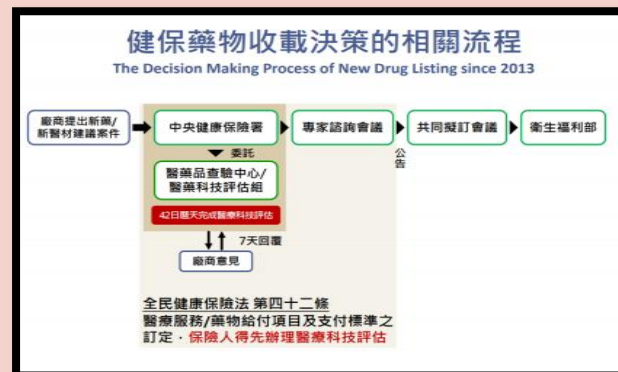 健保藥物收載決策的相關流程
The Decision Making Process of New Drug Listing since 2013
廠商提出新藥/
新醫材建議案件
中央健康保險署
專家諮詢會議
公告
共同擬訂會議
衛生福利部
委託
醫藥品查驗中心/
醫藥科技評估組
42日曆天完成醫療科技評估
7天回覆
廠商意見
全民健康保險法 第四十二條
醫療服務/藥物給付項目及支付標準之
訂定，保險人得先辦理醫療科技評估